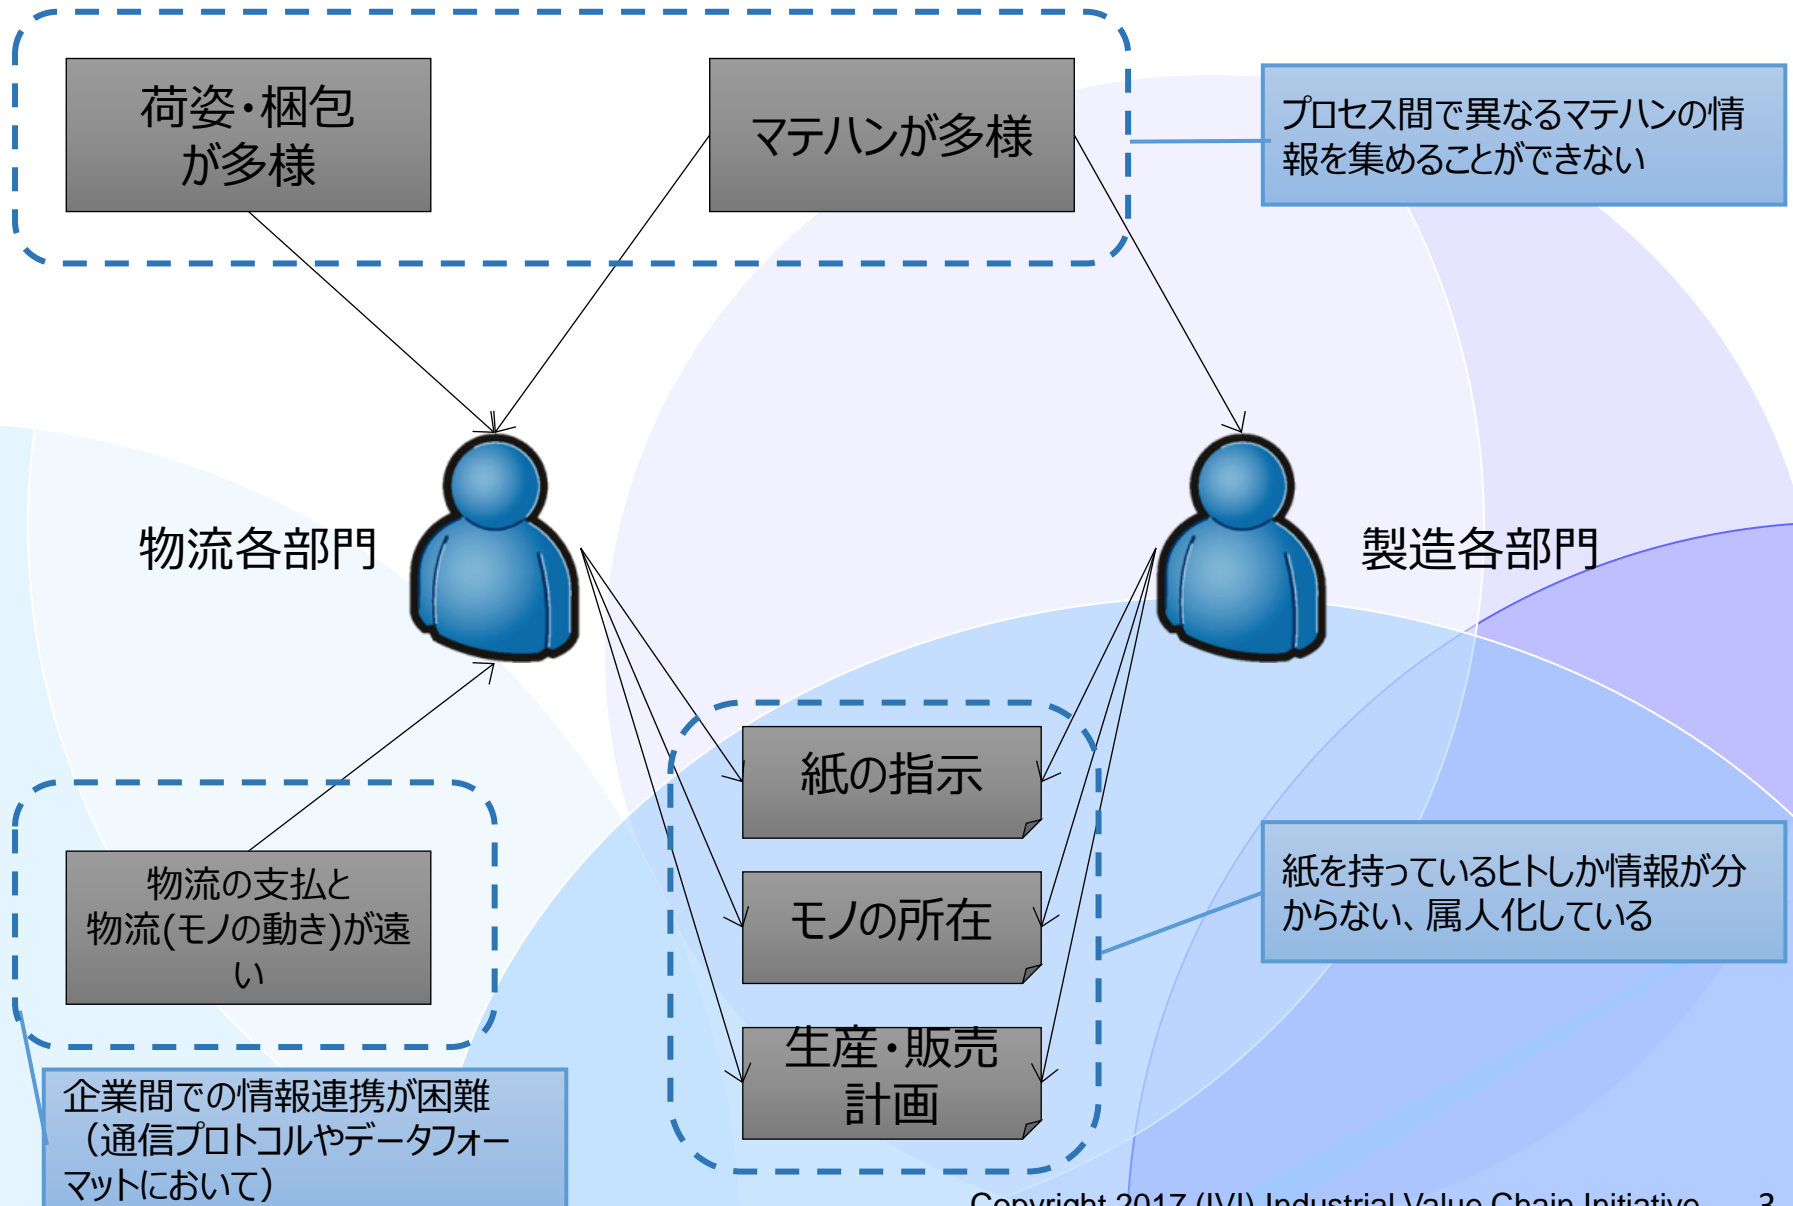 荷姿・梱包
が多様
マテハンが多様
プロセス間で異なるマテハンの情
報を集めることができない
物流各部門
製造各部門
紙の指示
モノの所在
生産・販売
計画
物流の支払と
物流(モノの動き)が遠
い
紙を持っているヒトしか情報が分
からない、属人化している
企業間での情報連携が困難
（通信プロトコルやデータフォー
マットにおいて）
Copyright 2017 (IVI) Industrial Value Chain Initiative 3